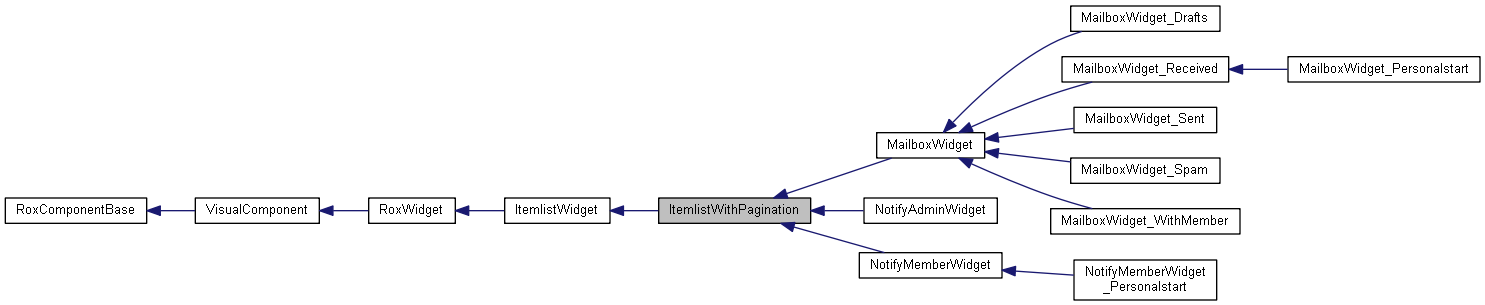 MailboxWidget_Drafts
MailboxWidget_Received
MailboxWidget_Personalstart
MailboxWidget_Sent
MailboxWidget
MailboxWidget_Spam
RoxComponentBase
VisualComponent
RoxWidget
ItemlistWidget
ItemlistWithPagination
NotifyAdminWidget
MailboxWidget_WithMember
NotifyMemberWidget
NotifyMemberWidget
_Personalstart